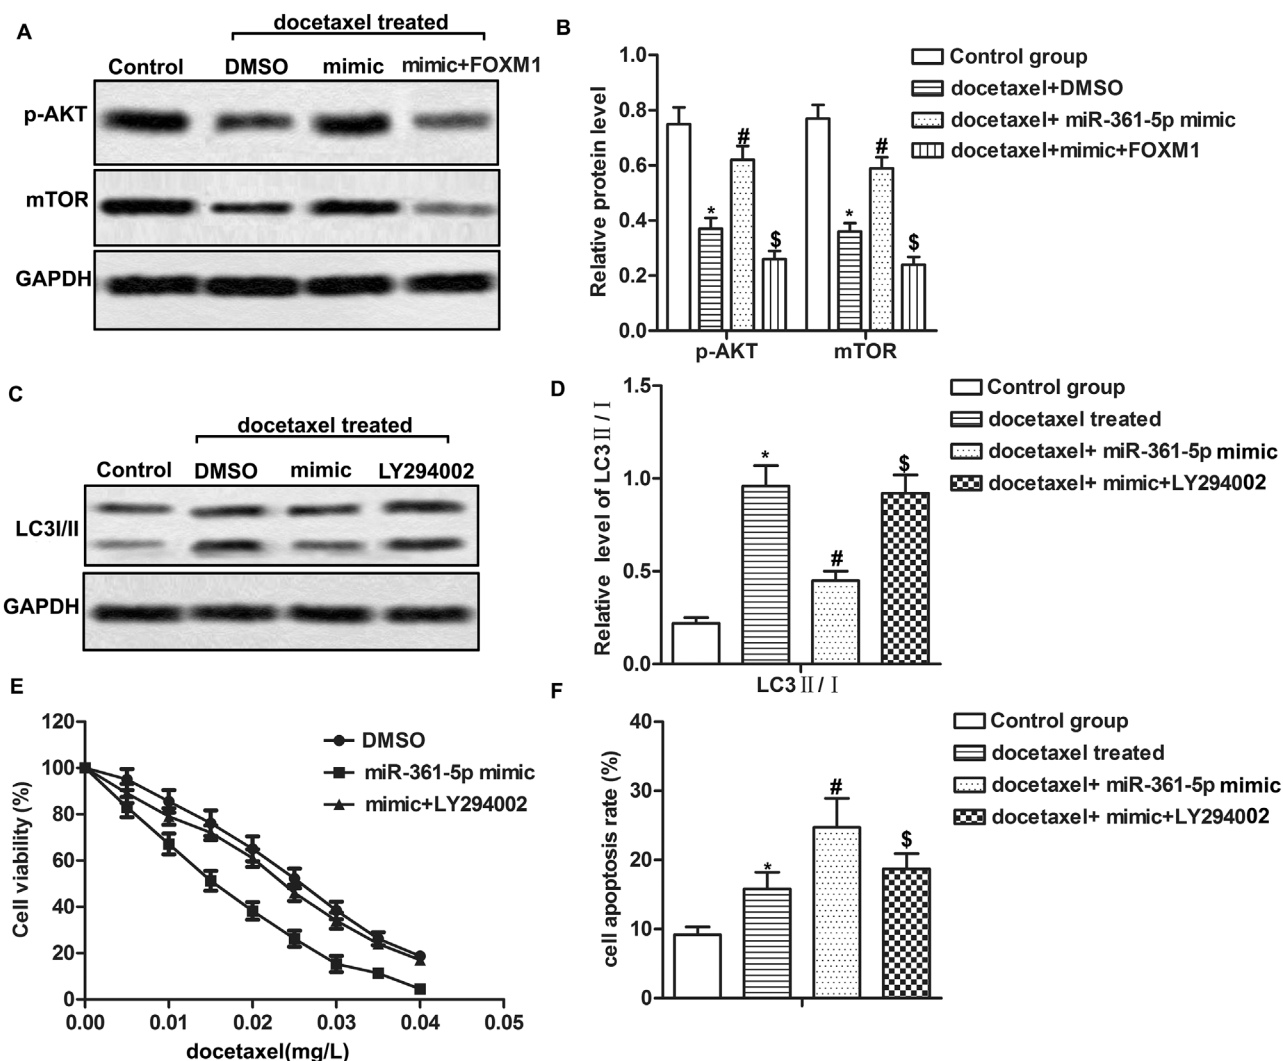 A
docetaxel treated
Control DMSO mimic mimic+FOXM1
p-AKT
mTOR
GAPDH
B
1.0
0.8
0.6
0.4
0.2
0.0
Relative protein level
* # $ * # $
p-AKT mTOR
Control group
docetaxel+DMSO
docetaxel+ miR-361-5p mimic
docetaxel+mimic+FOXM1
C
docetaxel treated
Control DMSO mimic LY294002
LC3I/II
GAPDH
D
1.5
1.0
0.5
0.0
Relative level of LC3Ⅱ/Ⅰ
* # $
LC3Ⅱ/Ⅰ
Control group
docetaxel treated
docetaxel+ miR-361-5p mimic
docetaxel+ mimic+LY294002
E
120
100
80
60
40
20
0
Cell viability (%)
0.00 0.01 0.02 0.03 0.04 0.05
docetaxel(mg/L)
DMSO
miR-361-5p mimic
mimic+LY294002
F
40
30
20
10
0
cell apoptosis rate (%)
* # $
Control group
docetaxel treated
docetaxel+ miR-361-5p mimic
docetaxel+ mimic+LY294002